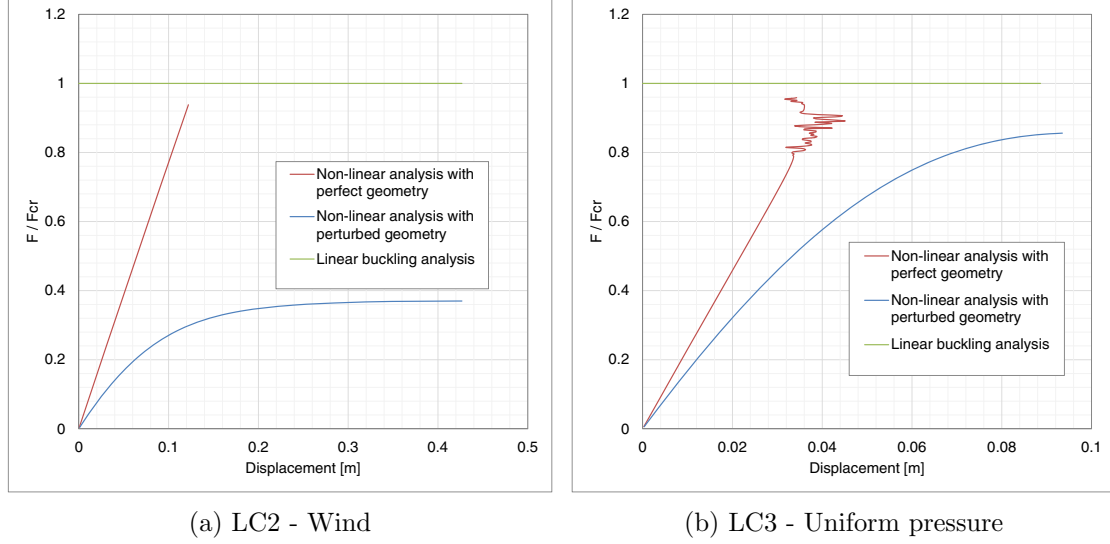 1.2
1
0.8
0.6
0.4
0.2
0
F / Fcr
0
0.1
0.2
0.3
0.4
0.5
Displacement [m]
Non-linear analysis with
perfect geometry
Non-linear analysis with
perturbed geometry
Linear buckling analysis
(a) LC2 - Wind
1.2
1
0.8
0.6
0.4
0.2
0
F / Fcr
0
0.02
0.04
0.06
0.08
0.1
Displacement [m]
Non-linear analysis with
perfect geometry
Non-linear analysis with
perturbed geometry
Linear buckling analysis
(b) LC3 - Uniform pressure